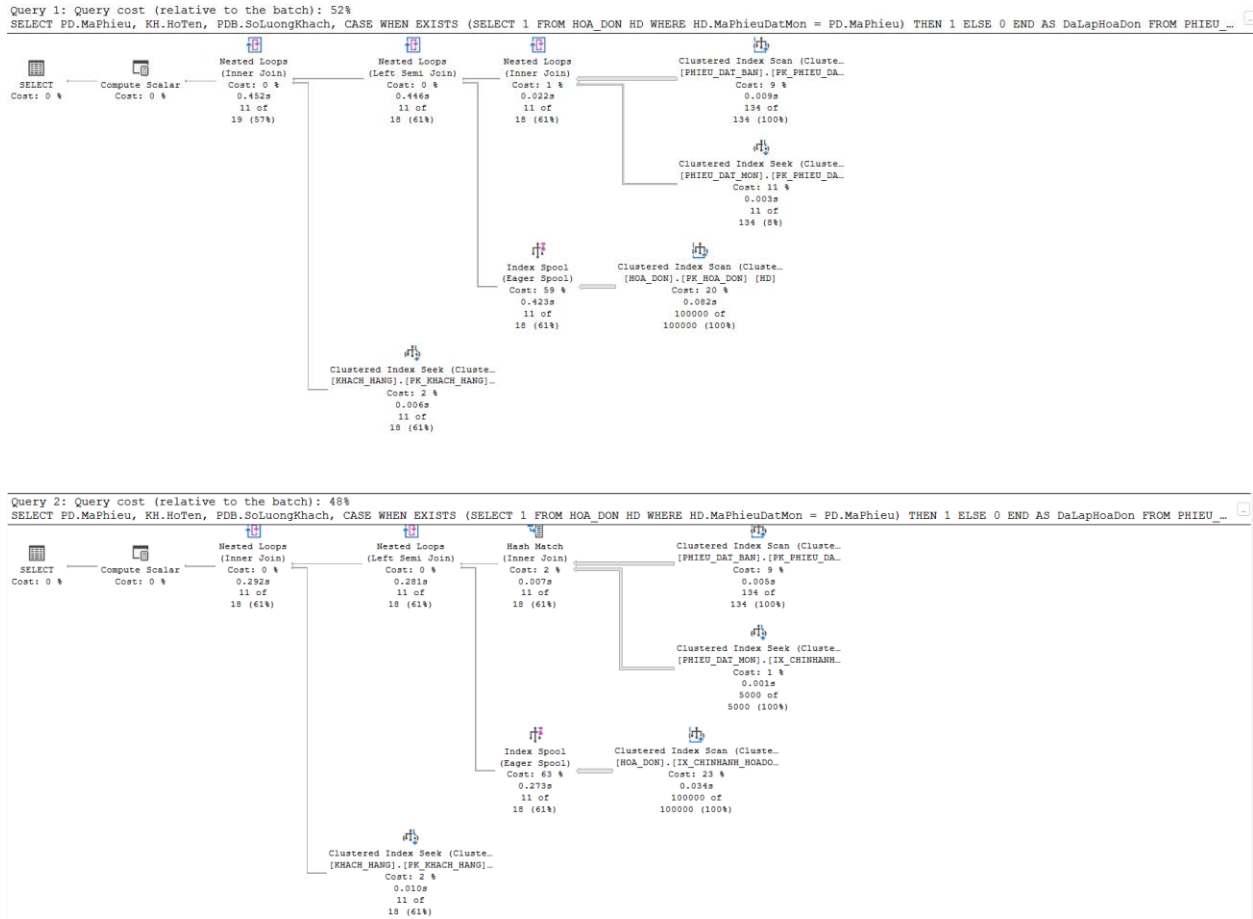 Query 1: Query cost (relative to the batch): 52%
SELECT PD.MaPhieu, KH.HoTen, PDB.SoLuongKhach, CASE WHEN EXISTS (SELECT 1 FROM HOA_DON HD WHERE HD.MaPhieuDatMon = PD.MaPhieu) THEN 1 ELSE 0 END AS DaLapHoaDon FROM PHIEU_…
SELECT
Cost: 0 %
Compute Scalar
Cost: 0 %
Nested Loops
(Inner Join)
Cost: 0 %
0.452s
11 of
19 (57%)
Nested Loops
(Left Semi Join)
Cost: 0 %
0.446s
11 of
18 (61%)
Nested Loops
(Inner Join)
Cost: 1 %
0.022s
11 of
18 (61%)
Clustered Index Scan (Cluste…
[PHIEU_DAT_BAN].[PK_PHIEU_DA…
Cost: 9 %
0.009s
134 of
134 (100%)
Clustered Index Seek (Cluste…
[PHIEU_DAT_MON].[PK_PHIEU_DA…
Cost: 11 %
0.003s
11 of
134 (8%)
Index Spool
(Eager Spool)
Cost: 59 %
0.423s
11 of
18 (61%)
Clustered Index Scan (Cluste…
[HOA_DON].[PK_HOA_DON] [HD]
Cost: 20 %
0.082s
100000 of
100000 (100%)
Clustered Index Seek (Cluste…
[KHACH_HANG].[PK_KHACH_HANG]…
Cost: 2 %
0.006s
11 of
18 (61%)
Query 2: Query cost (relative to the batch): 48%
SELECT PD.MaPhieu, KH.HoTen, PDB.SoLuongKhach, CASE WHEN EXISTS (SELECT 1 FROM HOA_DON HD WHERE HD.MaPhieuDatMon = PD.MaPhieu) THEN 1 ELSE 0 END AS DaLapHoaDon FROM PHIEU_…
SELECT
Cost: 0 %
Compute Scalar
Cost: 0 %
Nested Loops
(Inner Join)
Cost: 0 %
0.292s
11 of
18 (61%)
Nested Loops
(Left Semi Join)
Cost: 0 %
0.281s
11 of
18 (61%)
Hash Match
(Inner Join)
Cost: 2 %
0.007s
11 of
18 (61%)
Clustered Index Scan (Cluste…
[PHIEU_DAT_BAN].[PK_PHIEU_DA…
Cost: 9 %
0.005s
134 of
134 (100%)
Clustered Index Seek (Cluste…
[PHIEU_DAT_MON].[IX_CHINHANH…
Cost: 1 %
0.001s
5000 of
5000 (100%)
Index Spool
(Eager Spool)
Cost: 63 %
0.273s
11 of
18 (61%)
Clustered Index Scan (Cluste…
[HOA_DON].[IX_CHINHANH_HOADO…
Cost: 23 %
0.034s
100000 of
100000 (100%)
Clustered Index Seek (Cluste…
[KHACH_HANG].[PK_KHACH_HANG]…
Cost: 2 %
0.010s
11 of
18 (61%)